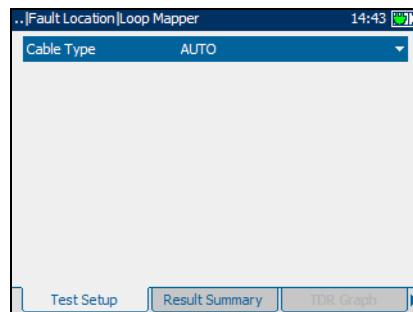 ..|Fault Location|Loop Mapper 14:43
Cable Type AUTO
Test Setup Result Summary TDR Graph